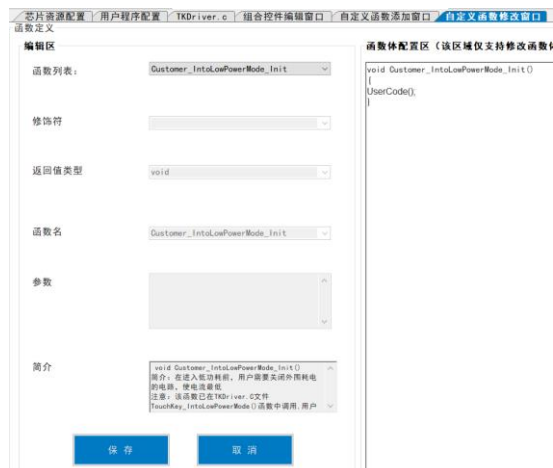 芯片资源配置 用户程序配置 TKDriver.c 组合控件编辑窗口 自定义函数添加窗口 自定义函数修改窗口
函数定义
编辑区
函数列表: Customer_IntoLowPowerMode_Init
修饰符
返回值类型 void
函数名 Customer_IntoLowPowerMode_Init
参数
简介 void Customer_IntoLowPowerMode_Init()
简介: 在进入低功耗前, 用户需要关闭外围耗电
的电路, 使电流最低
注意: 该函数已在TKDriver.C文件
TouchKey_IntoLowPowerMode()函数中调用.用户
保存 取消
函数体配置区（该区域仅支持修改函数体
void Customer_IntoLowPowerMode_Init()
{
UserCode();
}